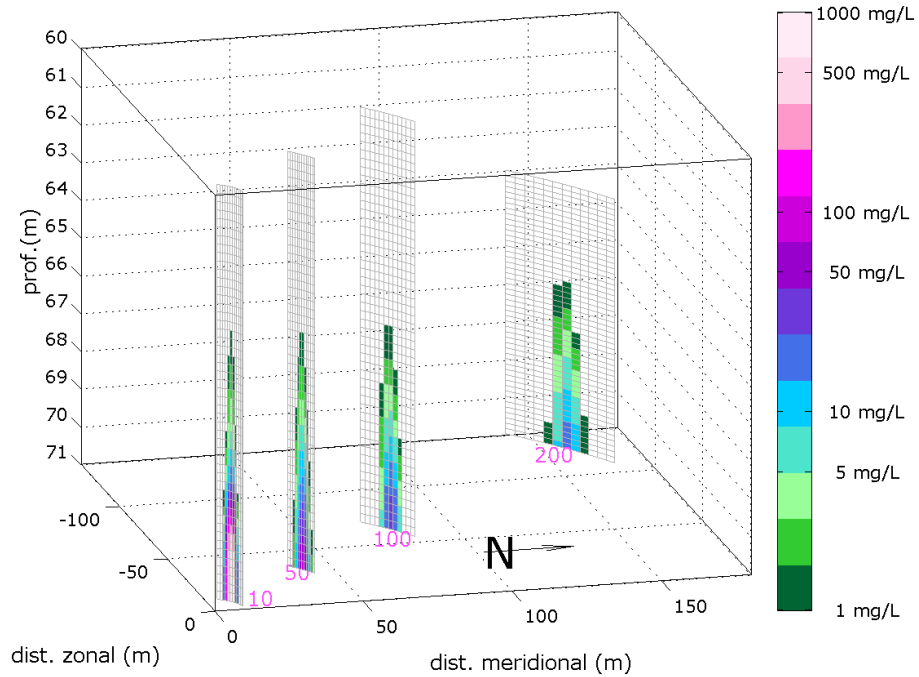 60
61
62
63
64
65
66
67
68
69
70
71
prof.(m)
-100
-50
0
dist. zonal (m)
0
50
100
150
dist. meridional (m)
10
50
100
200
N
1000 mg/L
500 mg/L
100 mg/L
50 mg/L
10 mg/L
5 mg/L
1 mg/L